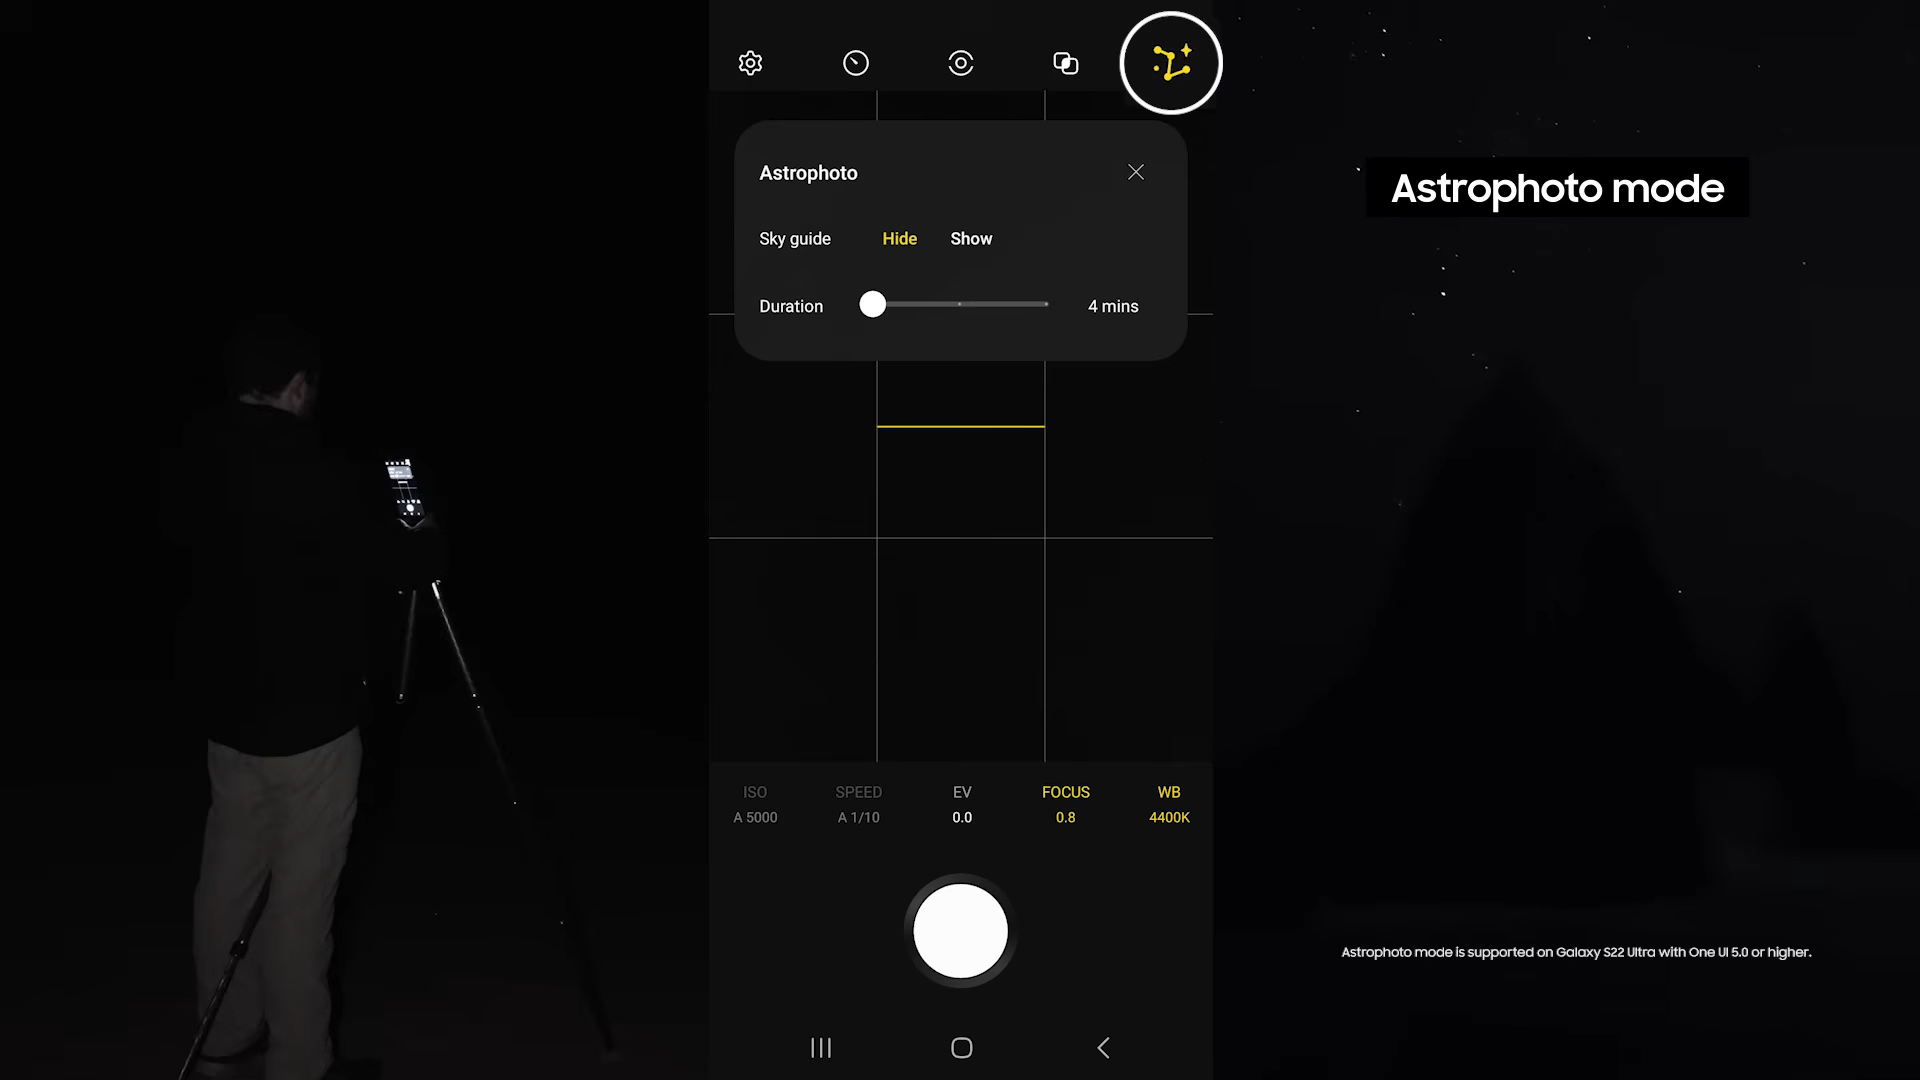 Astrophoto
Sky guide Hide Show
Duration 4 mins
ISO SPEED EV FOCUS WB
A 5000 A 1/10 0.0 0.8 4400K
Astrophoto mode
Astrophoto mode is supported on Galaxy S22 Ultra with One UI 5.0 or higher.